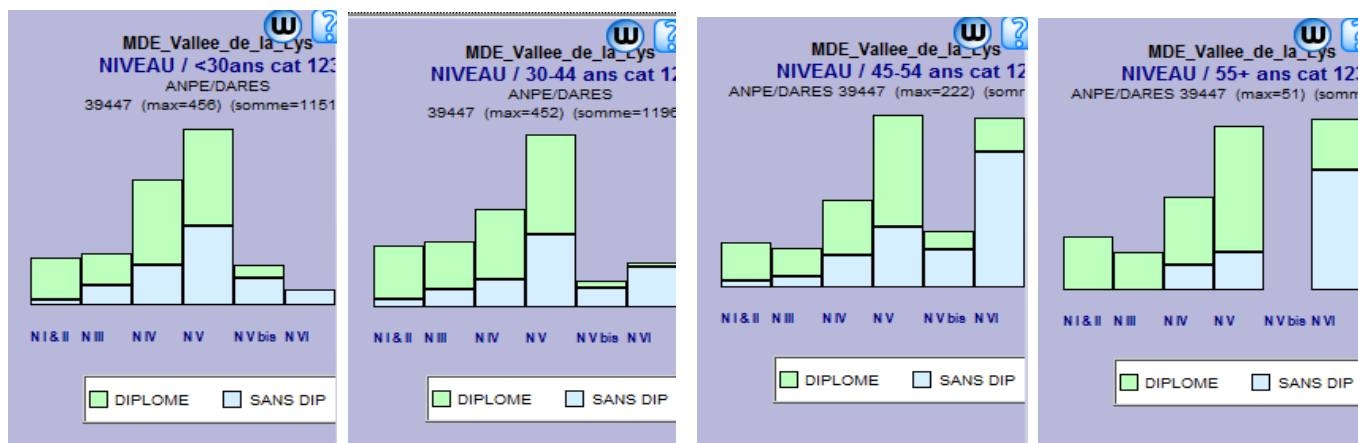 W ?
MDE_Vallee_de_la_Lys
NIVEAU / <30ans cat 123
ANPE/DARES
39447 (max=456) (somme=1151
N I & II N III N IV N V N V bis N VI
DIPLOME SANS DIP
W ?
MDE_Vallee_de_la_Lys
NIVEAU / 30-44 ans cat 12
ANPE/DARES
39447 (max=452) (somme=1196
N I & II N III N IV N V N V bis N VI
DIPLOME SANS DIP
W ?
MDE_Vallee_de_la_Lys
NIVEAU / 45-54 ans cat 12
ANPE/DARES 39447 (max=222) (som
N I & II N III N IV N V N V bis N VI
DIPLOME SANS DIP
W ?
MDE_Vallee_de_la_Lys
NIVEAU / 55+ ans cat 12
ANPE/DARES 39447 (max=51) (som
N I & II N III N IV N V N V bis N VI
DIPLOME SANS DIP